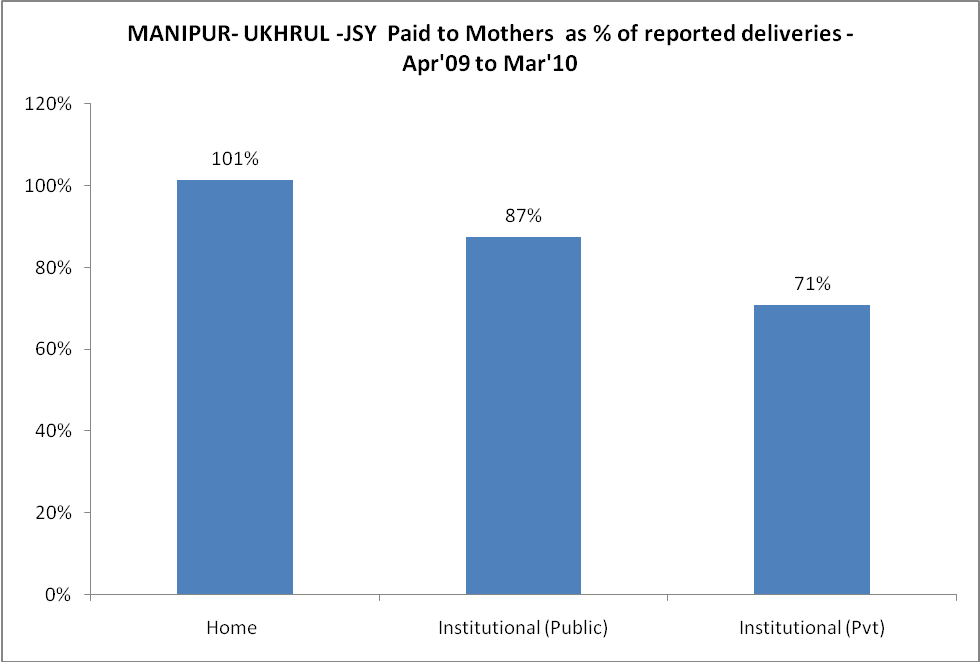 MANIPUR- UKHRUL -JSY  Paid to Mothers  as % of reported deliveries -
Apr'09 to Mar'10
120%
100%
80%
60%
40%
20%
0%
101%
87%
71%
Home
Institutional (Public)
Institutional (Pvt)